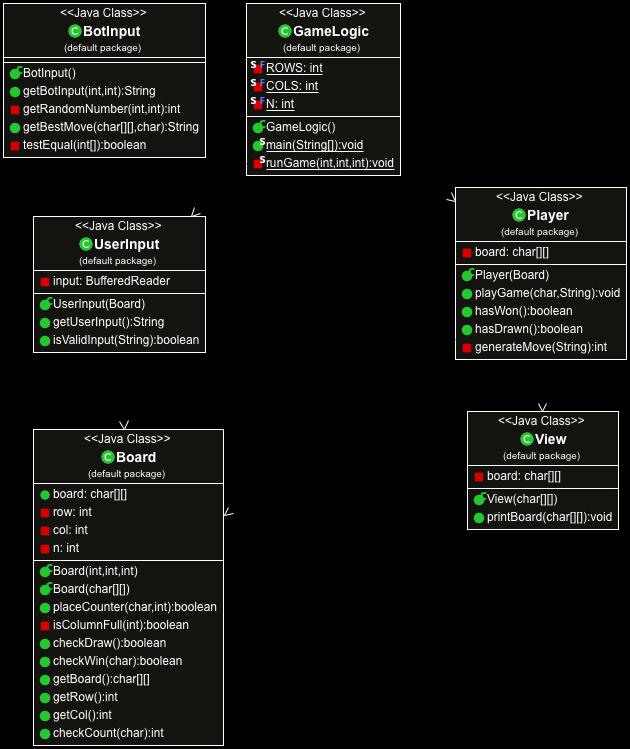 <<Java Class>>
BotInput
(default package)
BotInput()
getBotInput(int,int):String
getRandomNumber(int,int):int
getBestMove(char[][],char):String
testEqual(int[]):boolean
<<Java Class>>
GameLogic
(default package)
ROWS: int
COLS: int
N: int
GameLogic()
main(String[]):void
runGame(int,int,int):void
<<Java Class>>
Player
(default package)
board: char[][]
Player(Board)
playGame(char,String):void
hasWon():boolean
hasDrawn():boolean
generateMove(String):int
<<Java Class>>
UserInput
(default package)
input: BufferedReader
UserInput(Board)
getUserInput():String
isValidInput(String):boolean
<<Java Class>>
View
(default package)
board: char[][]
View(char[][])
printBoard(char[][]):void
<<Java Class>>
Board
(default package)
board: char[][]
row: int
col: int
n: int
Board(int,int,int)
Board(char[][])
placeCounter(char,int):boolean
isColumnFull(int):boolean
checkDraw():boolean
checkWin(char):boolean
getBoard():char[][]
getRow():int
getCol():int
checkCount(char):int